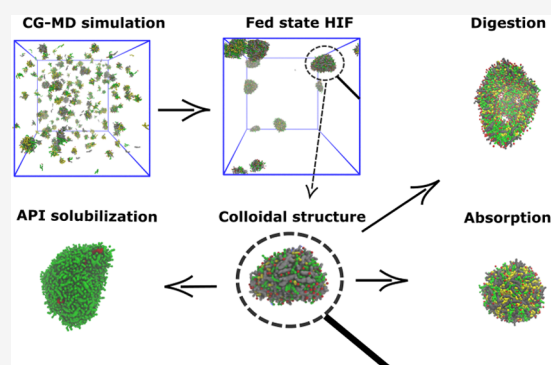 CG-MD simulation
Fed state HIF
Digestion
API solubilization
Colloidal structure
Absorption